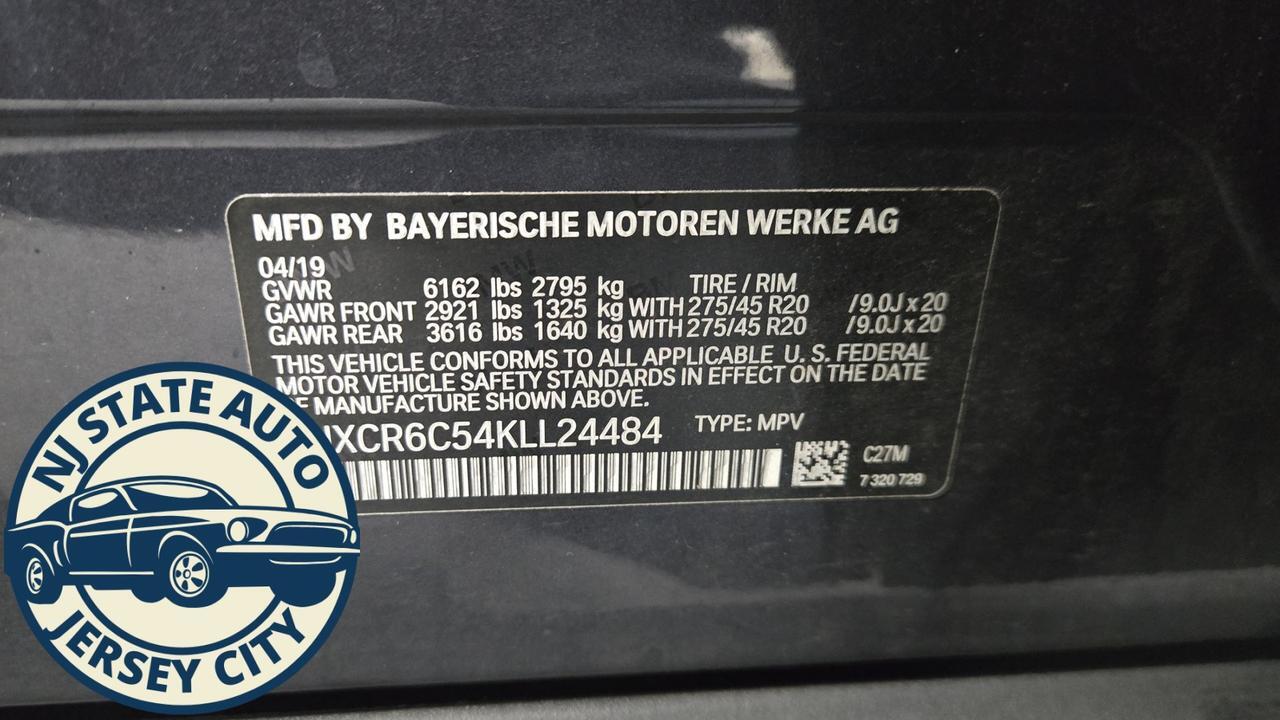 MFD BY BAYERISCHE MOTOREN WERKE AG
04/19
GVWR 6162 lbs 2795 kg TIRE / RIM
GAWR FRONT 2921 lbs 1325 kg WITH 275/45 R20 /9.0J x 20
GAWR REAR 3616 lbs 1640 kg WITH 275/45 R20 /9.0J x 20
THIS VEHICLE CONFORMS TO ALL APPLICABLE U. S. FEDERAL
MOTOR VEHICLE SAFETY STANDARDS IN EFFECT ON THE DATE
MANUFACTURE SHOWN ABOVE.
XCR6C54KLL24484 TYPE: MPV
C27M
7 320 729
NJ STATE AUTO
JERSEY CITY